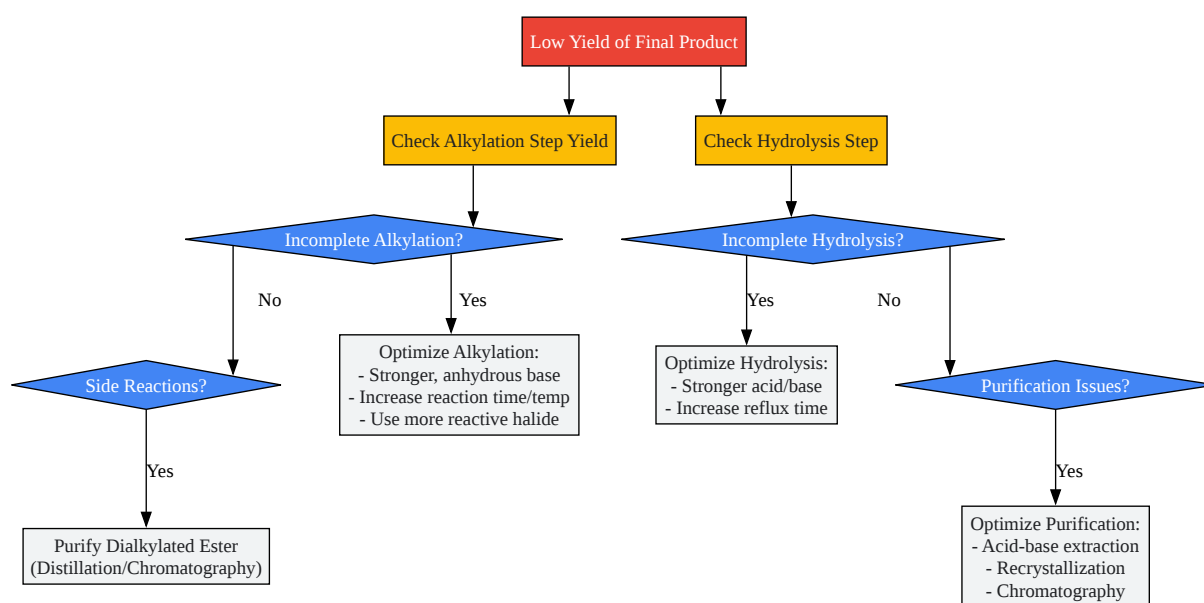 Low Yield of Final Product
Check Alkylation Step Yield
Check Hydrolysis Step
Incomplete Alkylation?
Incomplete Hydrolysis?
No
Yes
Yes
No
Optimize Alkylation:
- Stronger, anhydrous base
- Increase reaction time/temp
- Use more reactive halide
Optimize Hydrolysis:
- Stronger acid/base
- Increase reflux time
Side Reactions?
Purification Issues?
Yes
Yes
Purify Dialkylated Ester
(Distillation/Chromatography)
Optimize Purification:
- Acid-base extraction
- Recrystallization
- Chromatography